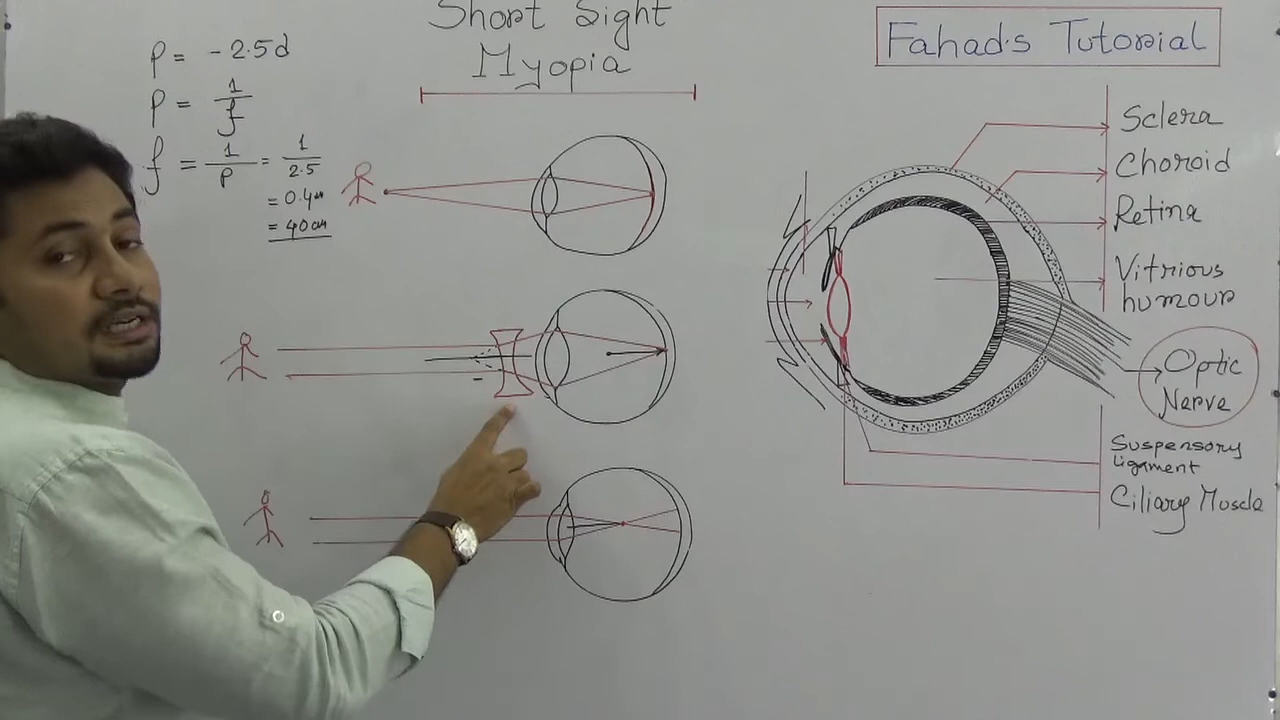 Short Sight
Myopia
P = - 2.5d
P = 1/f
f = 1/P = 1/2.5
= 0.4m
= 40cm
Fahad's Tutorial
Sclera
Choroid
Retina
Vitrious
humour
Optic
Nerve
Suspensory
ligament
Ciliary Muscle